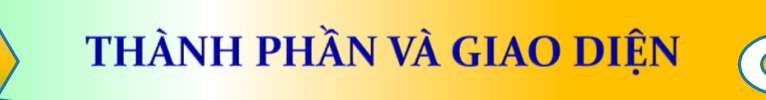 THÀNH PHẦN VÀ GIAO DIỆN